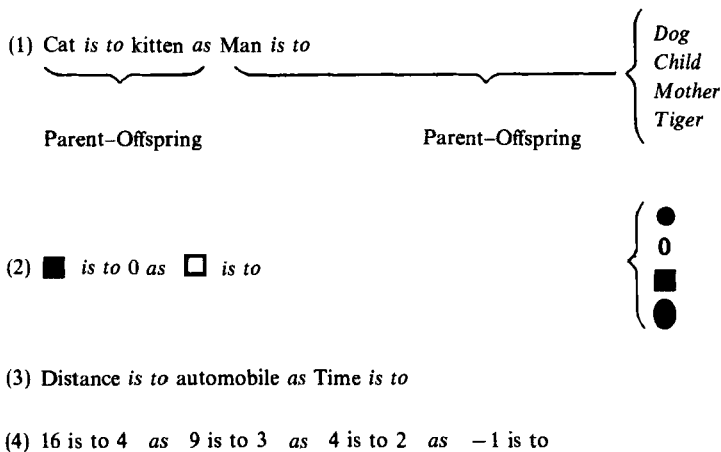 (1) Cat is to kitten as Man is to
Dog
Child
Mother
Tiger
Parent–Offspring Parent–Offspring
0
(2) ■ is to 0 as □ is to
(3) Distance is to automobile as Time is to
(4) 16 is to 4 as 9 is to 3 as 4 is to 2 as −1 is to